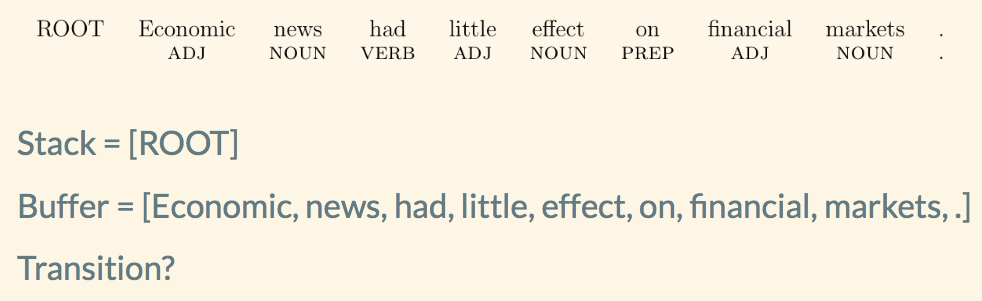 ROOT Economic news had little effect on financial markets .
ADJ NOUN VERB ADJ NOUN PREP ADJ NOUN .
Stack = [ROOT]
Buffer = [Economic, news, had, little, effect, on, financial, markets, .]
Transition?